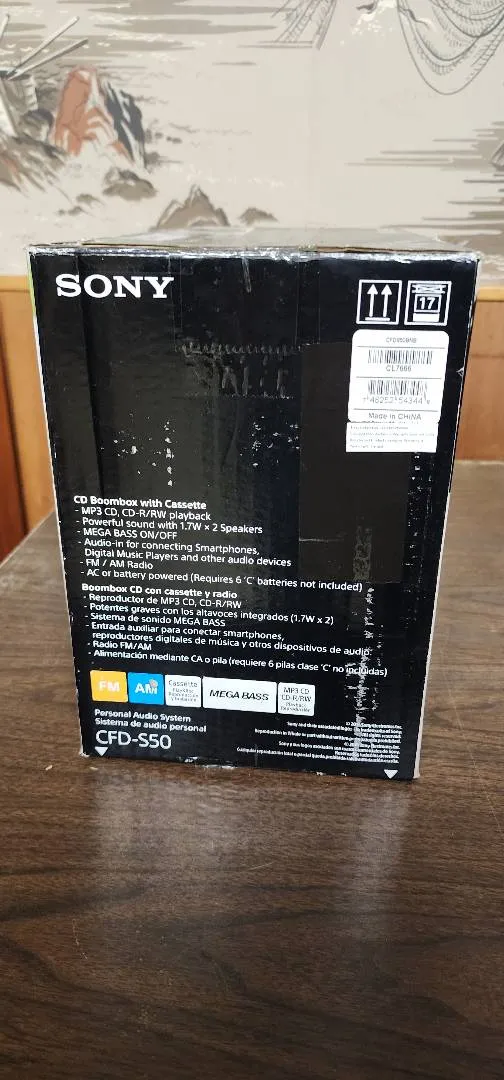 SONY
17
CL7666
Made in CHINA
CD Boombox with Cassette
- MP3 CD, CD-R/RW playback
- Powerful sound with 1.7W × 2 Speakers
- MEGA BASS ON/OFF
- Audio-in for connecting Smartphones,
Digital Music Players and other audio devices
- FM / AM Radio
- AC or battery powered (Requires 6 'C' batteries not included)
Boombox CD con cassette y radio
- Reproductor de MP3 CD, CD-R/RW
- Potentes graves con los altavoces integrados (1.7W x 2)
- Sistema de sonido MEGA BASS
- Entrada auxiliar para conectar smartphones,
reproductores digitales de música y otros dispositivos de audio.
- Radio FM/AM
- Alimentación mediante CA o pila (requiere 6 pilas clase 'C' no incluidas)
FM AM Cassette MEGA BASS MP3 CD
CD-R/RW
Playback
Reproducción
Personal Audio System
Sistema de audio personal
CFD-S50